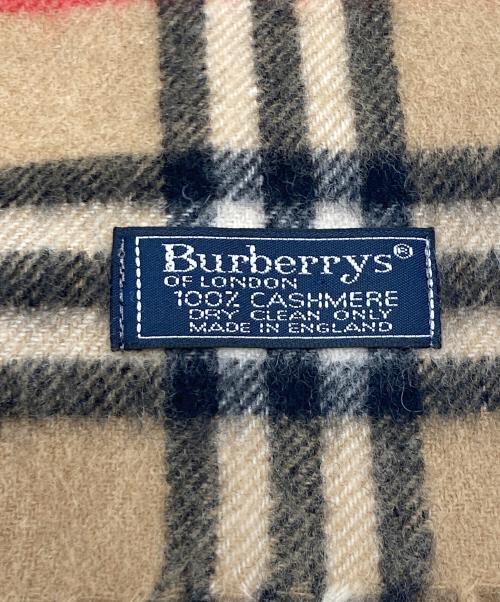 Burberrys®
OF LONDON
100% CASHMERE
DRY CLEAN ONLY
MADE IN ENGLAND